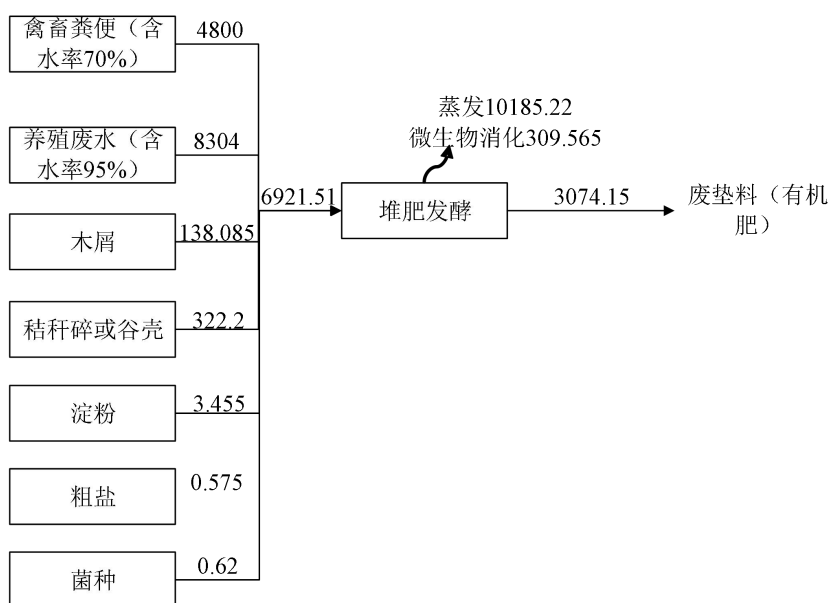 禽畜粪便（含
水率70%）
4800
养殖废水（含
水率95%）
8304
木屑
138.085
秸秆碎或谷壳
322.2
淀粉
3.455
粗盐
0.575
菌种
0.62
6921.51
蒸发10185.22
微生物消化309.565
堆肥发酵
3074.15
废垫料（有机
肥）